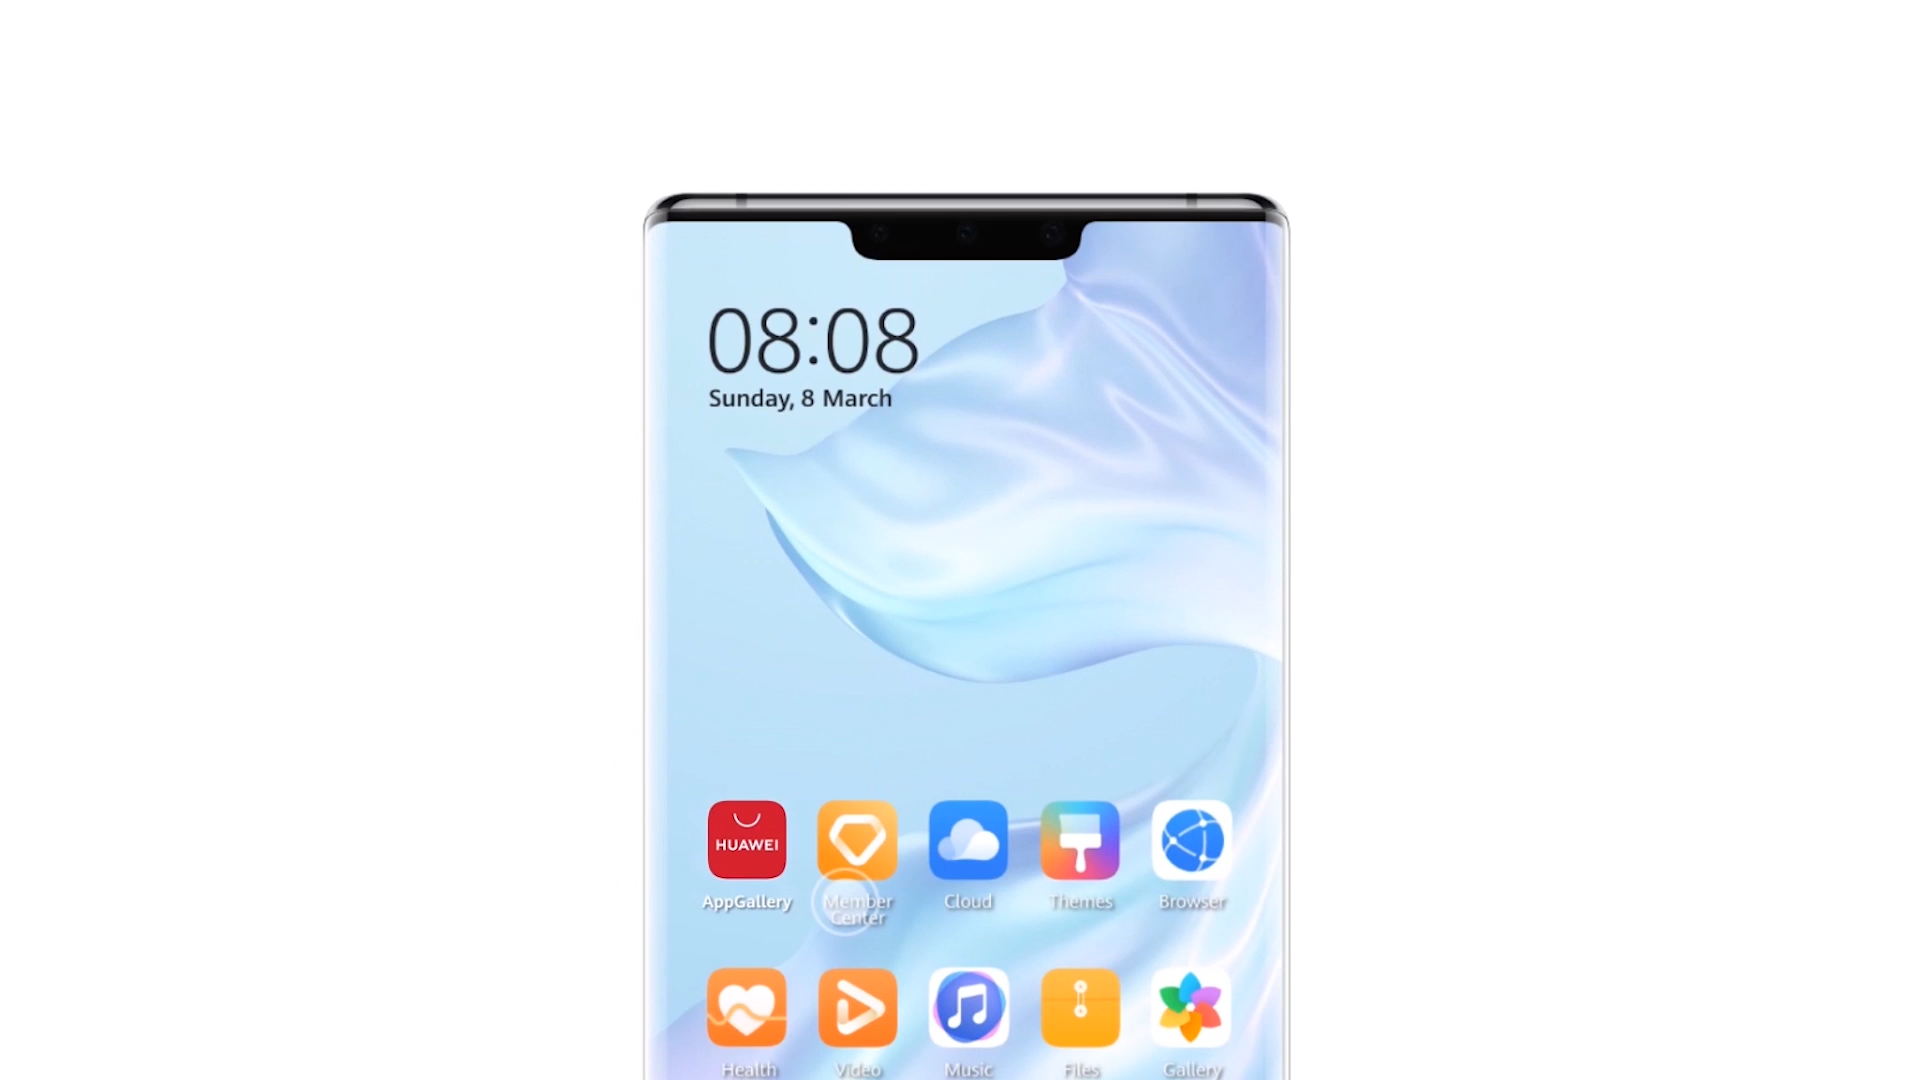 08:08
Sunday, 8 March
HUAWEI
AppGallery
Member
Center
Cloud
Themes
Browser
Health
Video
Music
Files
Gallery